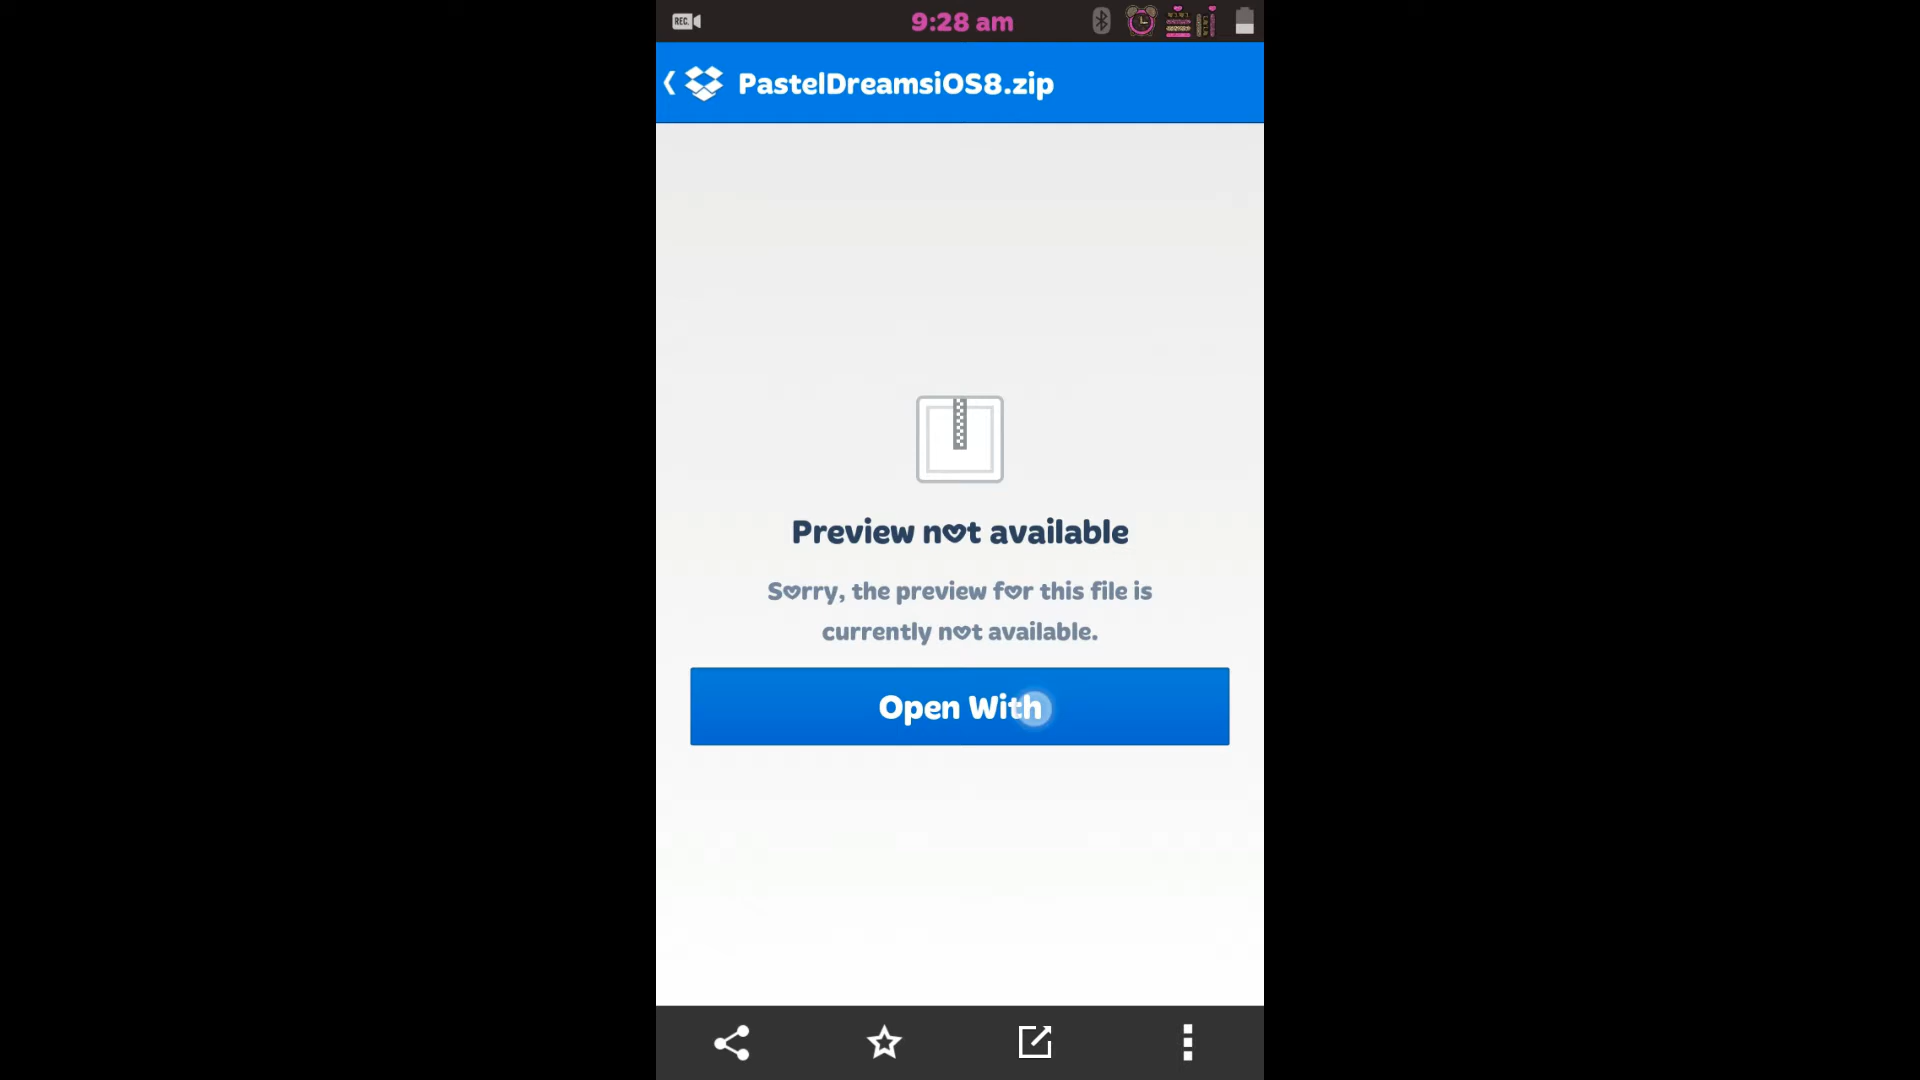 REC.
9:28 am
PastelDreamsiOS8.zip
Preview not available
Sorry, the preview for this file is
currently not available.
Open With